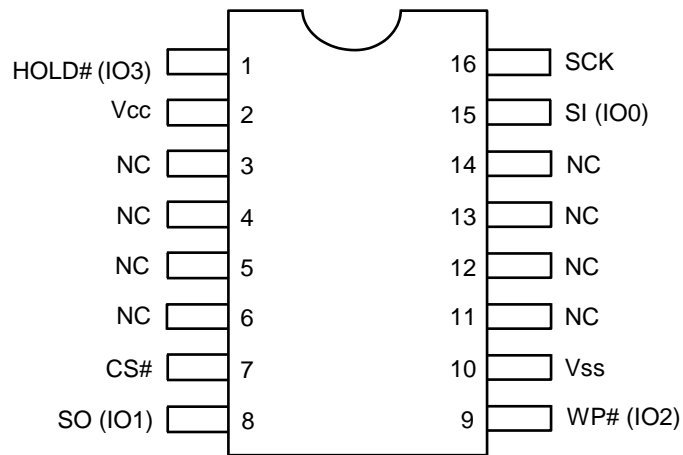 HOLD# (IO3) 1 16 SCK
Vcc 2 15 SI (IO0)
NC 3 14 NC
NC 4 13 NC
NC 5 12 NC
NC 6 11 NC
CS# 7 10 Vss
SO (IO1) 8 9 WP# (IO2)